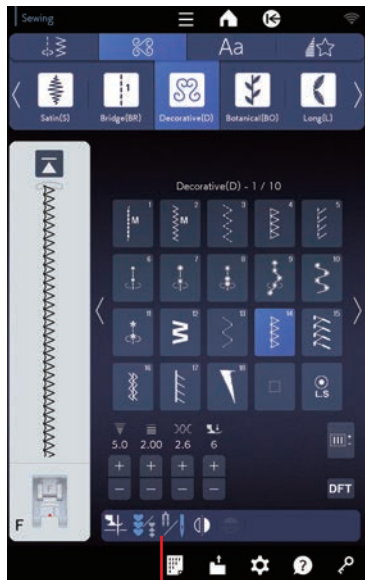 Sewing
Aa
1
Satin(S) Bridge(BR) Decorative(D) Botanical(BO) Long(L)
Decorative(D) - 1 / 10
1 2 3 4 5
M M
6 7 8 9 10
11 12 13 14 15
16 17 18
L.S
5.0 2.00 2.6 6
+ + + +
− − − −
DFT
F
?